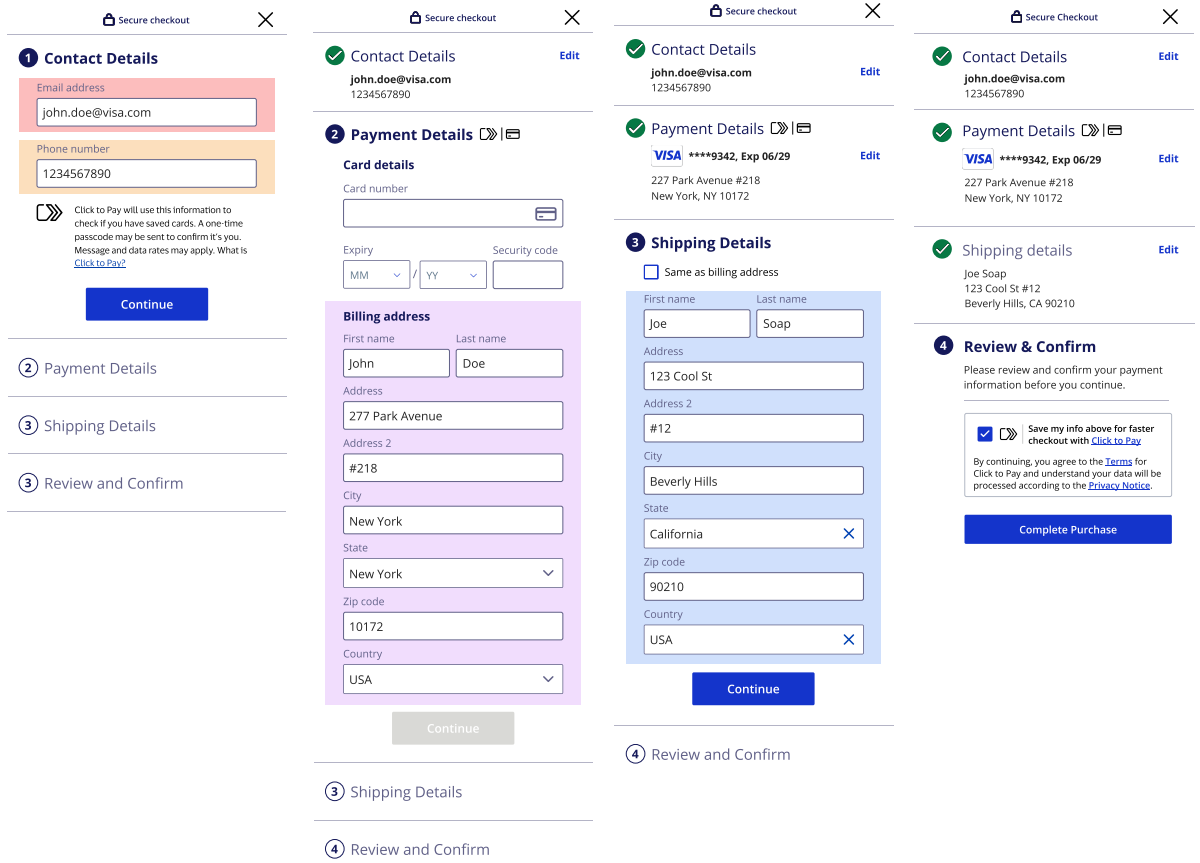 Secure checkout
1 Contact Details
Email address
john.doe@visa.com
Phone number
1234567890
Click to Pay will use this information to
check if you have saved cards. A one-time
passcode may be sent to confirm it's you.
Message and data rates may apply. What is
Click to Pay?
Continue
2 Payment Details
3 Shipping Details
3 Review and Confirm
Secure checkout
Contact Details Edit
john.doe@visa.com
1234567890
2 Payment Details
Card details
Card number
Expiry Security code
MM / YY
Billing address
First name Last name
John Doe
Address
277 Park Avenue
Address 2
#218
City
New York
State
New York
Zip code
10172
Country
USA
Continue
3 Shipping Details
4 Review and Confirm
Secure checkout
Contact Details
john.doe@visa.com Edit
1234567890
Payment Details
VISA ****9342, Exp 06/29 Edit
227 Park Avenue #218
New York, NY 10172
3 Shipping Details
Same as billing address
First name Last name
Joe Soap
Address
123 Cool St
Address 2
#12
City
Beverly Hills
State
California
Zip code
90210
Country
USA
Continue
4 Review and Confirm
Secure Checkout
Contact Details Edit
john.doe@visa.com
1234567890
Payment Details
VISA ****9342, Exp 06/29 Edit
227 Park Avenue #218
New York, NY 10172
Shipping details Edit
Joe Soap
123 Cool St #12
Beverly Hills, CA 90210
4 Review & Confirm
Please review and confirm your payment
information before you continue.
Save my info above for faster
checkout with Click to Pay
By continuing, you agree to the Terms for
Click to Pay and understand your data will be
processed according to the Privacy Notice.
Complete Purchase